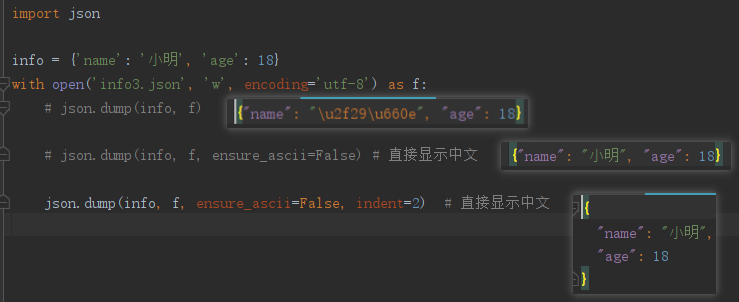 import json
info = {'name': '小明', 'age': 18}
with open('info3.json', 'w', encoding='utf-8') as f:
# json.dump(info, f)
{"name": "\u2f29\u660e", "age": 18}
# json.dump(info, f, ensure_ascii=False) # 直接显示中文
{"name": "⼩明", "age": 18}
json.dump(info, f, ensure_ascii=False, indent=2) # 直接显示中文
{
"name": "⼩明",
"age": 18
}